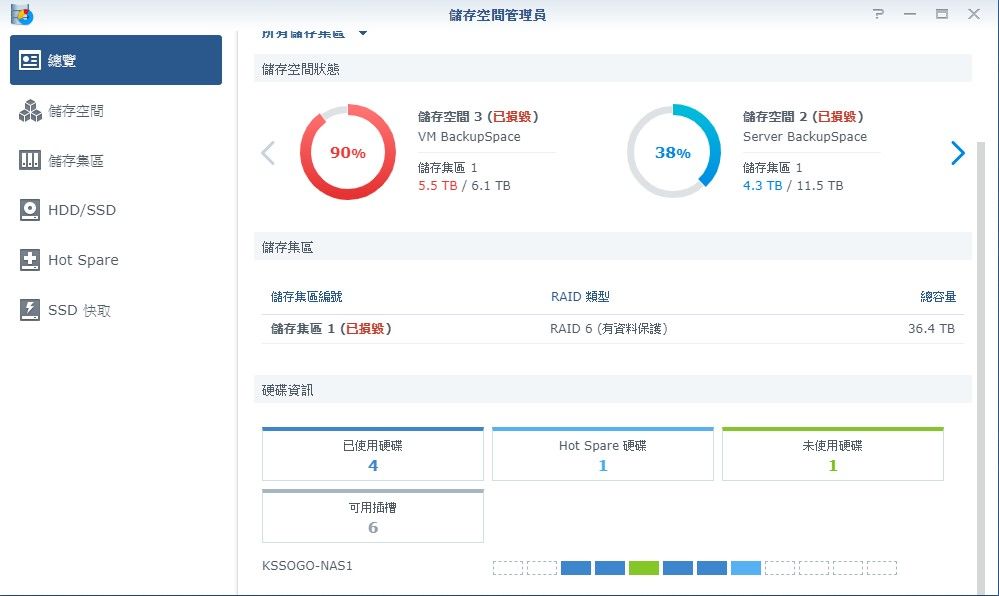 儲存空間管理員
總覽
儲存空間
儲存集區
HDD/SSD
Hot Spare
SSD 快取
所有儲存集區
儲存空間狀態
90%
儲存空間 3 (已損毀)
VM BackupSpace
儲存集區 1
5.5 TB / 6.1 TB
38%
儲存空間 2 (已損毀)
Server BackupSpace
儲存集區 1
4.3 TB / 11.5 TB
儲存集區
儲存集區編號 RAID 類型 總容量
儲存集區 1 (已損毀) RAID 6 (有資料保護) 36.4 TB
硬碟資訊
已使用硬碟
4
Hot Spare 硬碟
1
未使用硬碟
1
可用插槽
6
KSSOGO-NAS1